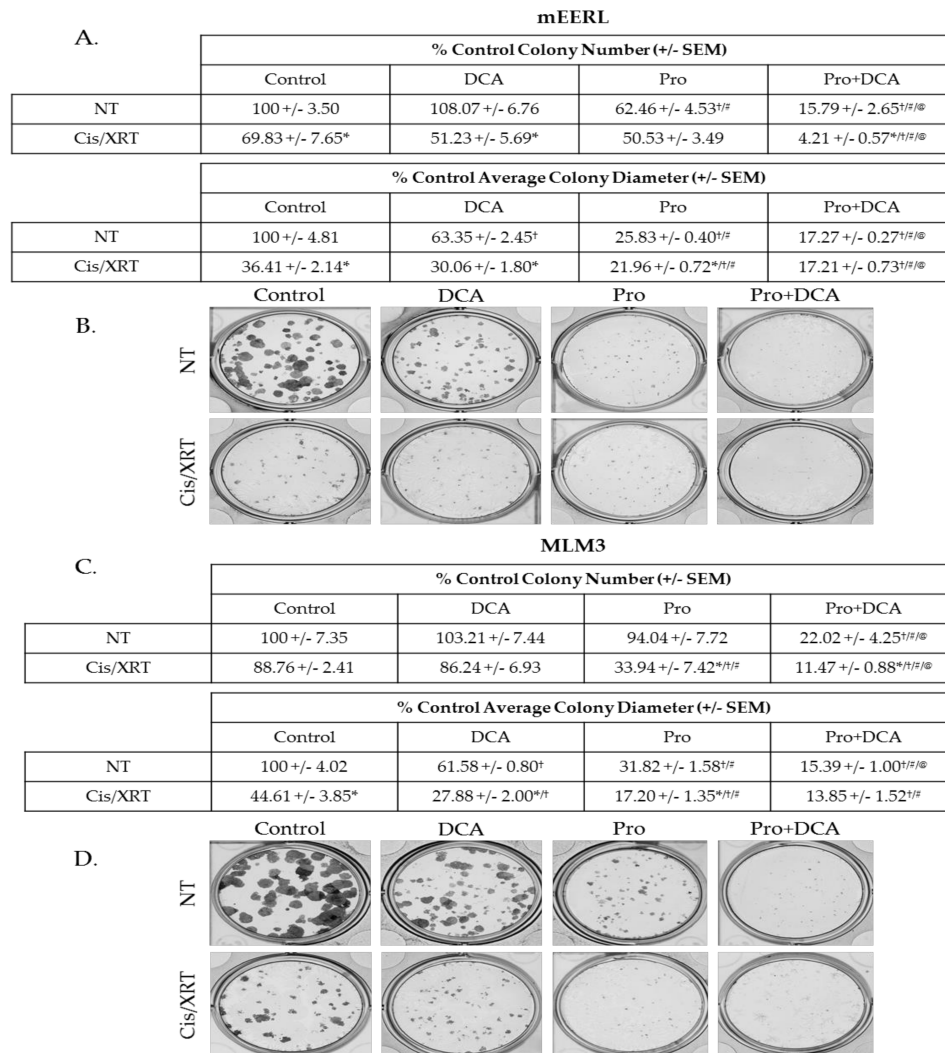 mEERL
A.
% Control Colony Number (+/- SEM)
Control DCA Pro Pro+DCA
NT 100 +/- 3.50 108.07 +/- 6.76 62.46 +/- 4.53†/# 15.79 +/- 2.65†/#/@
Cis/XRT 69.83 +/- 7.65* 51.23 +/- 5.69* 50.53 +/- 3.49 4.21 +/- 0.57*/†/#/@
% Control Average Colony Diameter (+/- SEM)
Control DCA Pro Pro+DCA
NT 100 +/- 4.81 63.35 +/- 2.45† 25.83 +/- 0.40†/# 17.27 +/- 0.27†/#/@
Cis/XRT 36.41 +/- 2.14* 30.06 +/- 1.80* 21.96 +/- 0.72*/†/# 17.21 +/- 0.73†/#/@
Control DCA Pro Pro+DCA
B.
NT
Cis/XRT
MLM3
C.
% Control Colony Number (+/- SEM)
Control DCA Pro Pro+DCA
NT 100 +/- 7.35 103.21 +/- 7.44 94.04 +/- 7.72 22.02 +/- 4.25†/#/@
Cis/XRT 88.76 +/- 2.41 86.24 +/- 6.93 33.94 +/- 7.42*/†/# 11.47 +/- 0.88*/†/#/@
% Control Average Colony Diameter (+/- SEM)
Control DCA Pro Pro+DCA
NT 100 +/- 4.02 61.58 +/- 0.80† 31.82 +/- 1.58†/# 15.39 +/- 1.00†/#/@
Cis/XRT 44.61 +/- 3.85* 27.88 +/- 2.00*/† 17.20 +/- 1.35*/†/# 13.85 +/- 1.52†/#
Control DCA Pro Pro+DCA
D.
NT
Cis/XRT